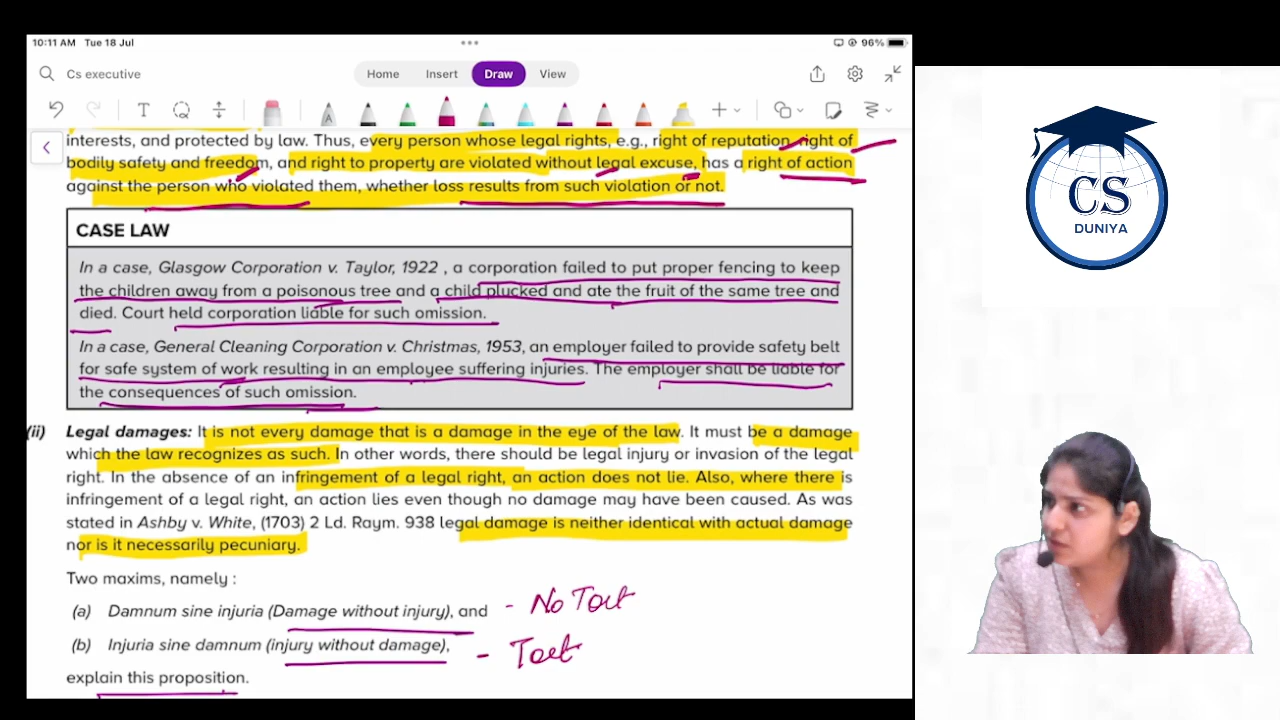 10:11 AM Tue 18 Jul
96%
Cs executive
Home Insert Draw View
interests, and protected by law. Thus, every person whose legal rights, e.g., right of reputation, right of
bodily safety and freedom, and right to property are violated without legal excuse, has a right of action
against the person who violated them, whether loss results from such violation or not.
CASE LAW
In a case, Glasgow Corporation v. Taylor, 1922 , a corporation failed to put proper fencing to keep
the children away from a poisonous tree and a child plucked and ate the fruit of the same tree and
died. Court held corporation liable for such omission.
In a case, General Cleaning Corporation v. Christmas, 1953, an employer failed to provide safety belt
for safe system of work resulting in an employee suffering injuries. The employer shall be liable for
the consequences of such omission.
(ii) Legal damages: It is not every damage that is a damage in the eye of the law. It must be a damage
which the law recognizes as such. In other words, there should be legal injury or invasion of the legal
right. In the absence of an infringement of a legal right, an action does not lie. Also, where there is
infringement of a legal right, an action lies even though no damage may have been caused. As was
stated in Ashby v. White, (1703) 2 Ld. Raym. 938 legal damage is neither identical with actual damage
nor is it necessarily pecuniary.
Two maxims, namely :
(a) Damnum sine injuria (Damage without injury), and - No Tort
(b) Injuria sine damnum (injury without damage), - Tort
explain this proposition.
CS
DUNIYA